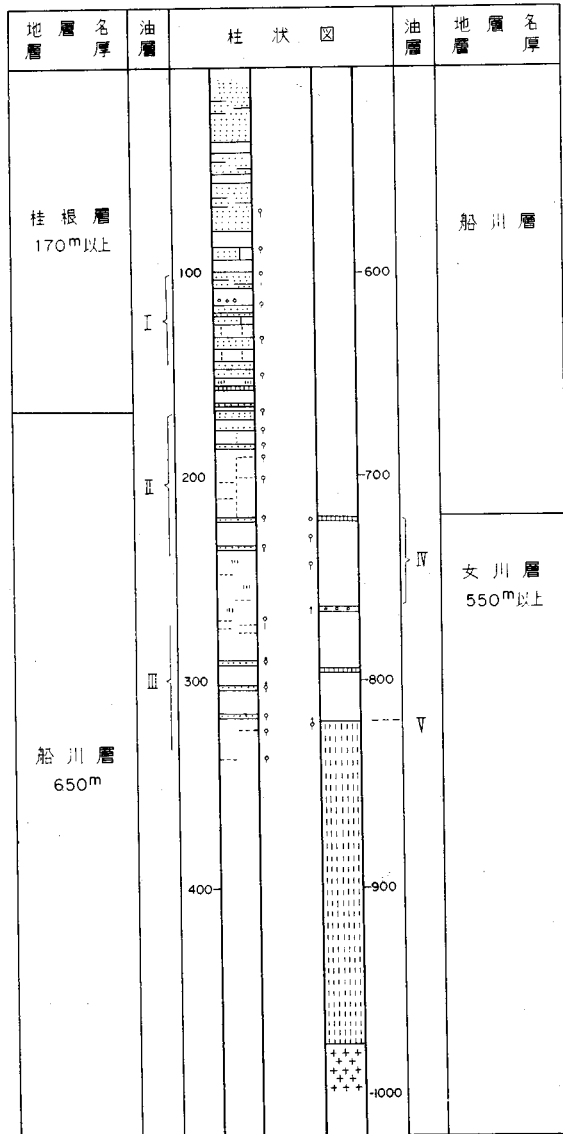 地層名
層厚
油層
柱状図
油層
地層名
層厚
桂根層
170m以上
I
II
III
船川層
650m
100
200
300
400
600
700
800
900
1000
IV
V
船川層
女川層
550m以上